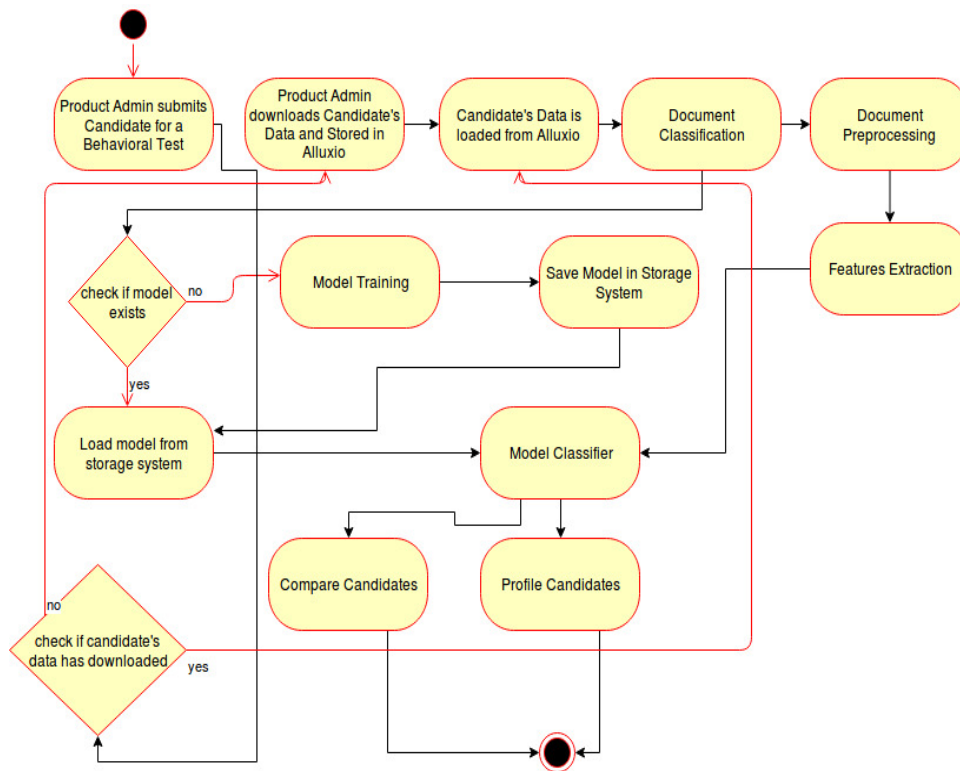 Product Admin submits
Candidate for a
Behavioral Test
Product Admin
downloads Candidate's
Data and Stored in
Alluxio
Candidate's Data is
loaded from Alluxio
Document
Classification
Document
Preprocessing
check if model
exists
no
yes
Model Training
Save Model in Storage
System
Features Extraction
Load model from
storage system
Model Classifier
Compare Candidates
Profile Candidates
no
check if candidate's
data has downloaded
yes